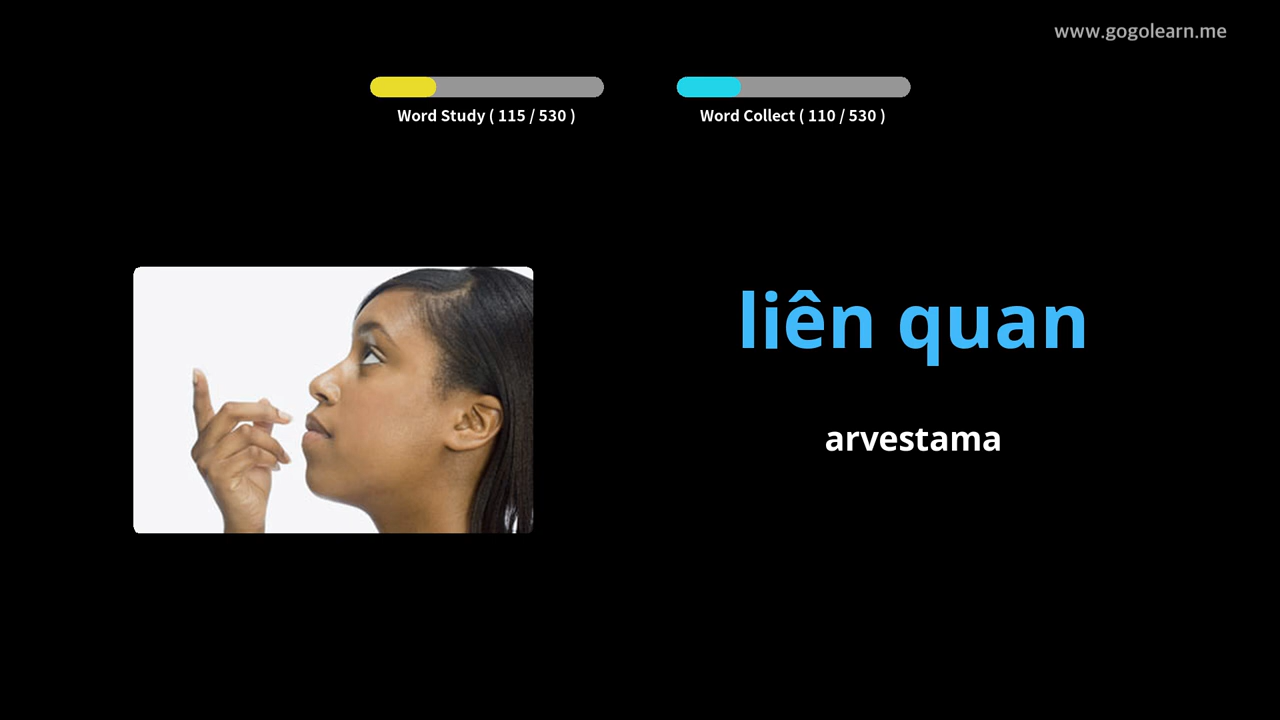 www.gogolearn.me
Word Study ( 115 / 530 )
Word Collect ( 110 / 530 )
liên quan
arvestama